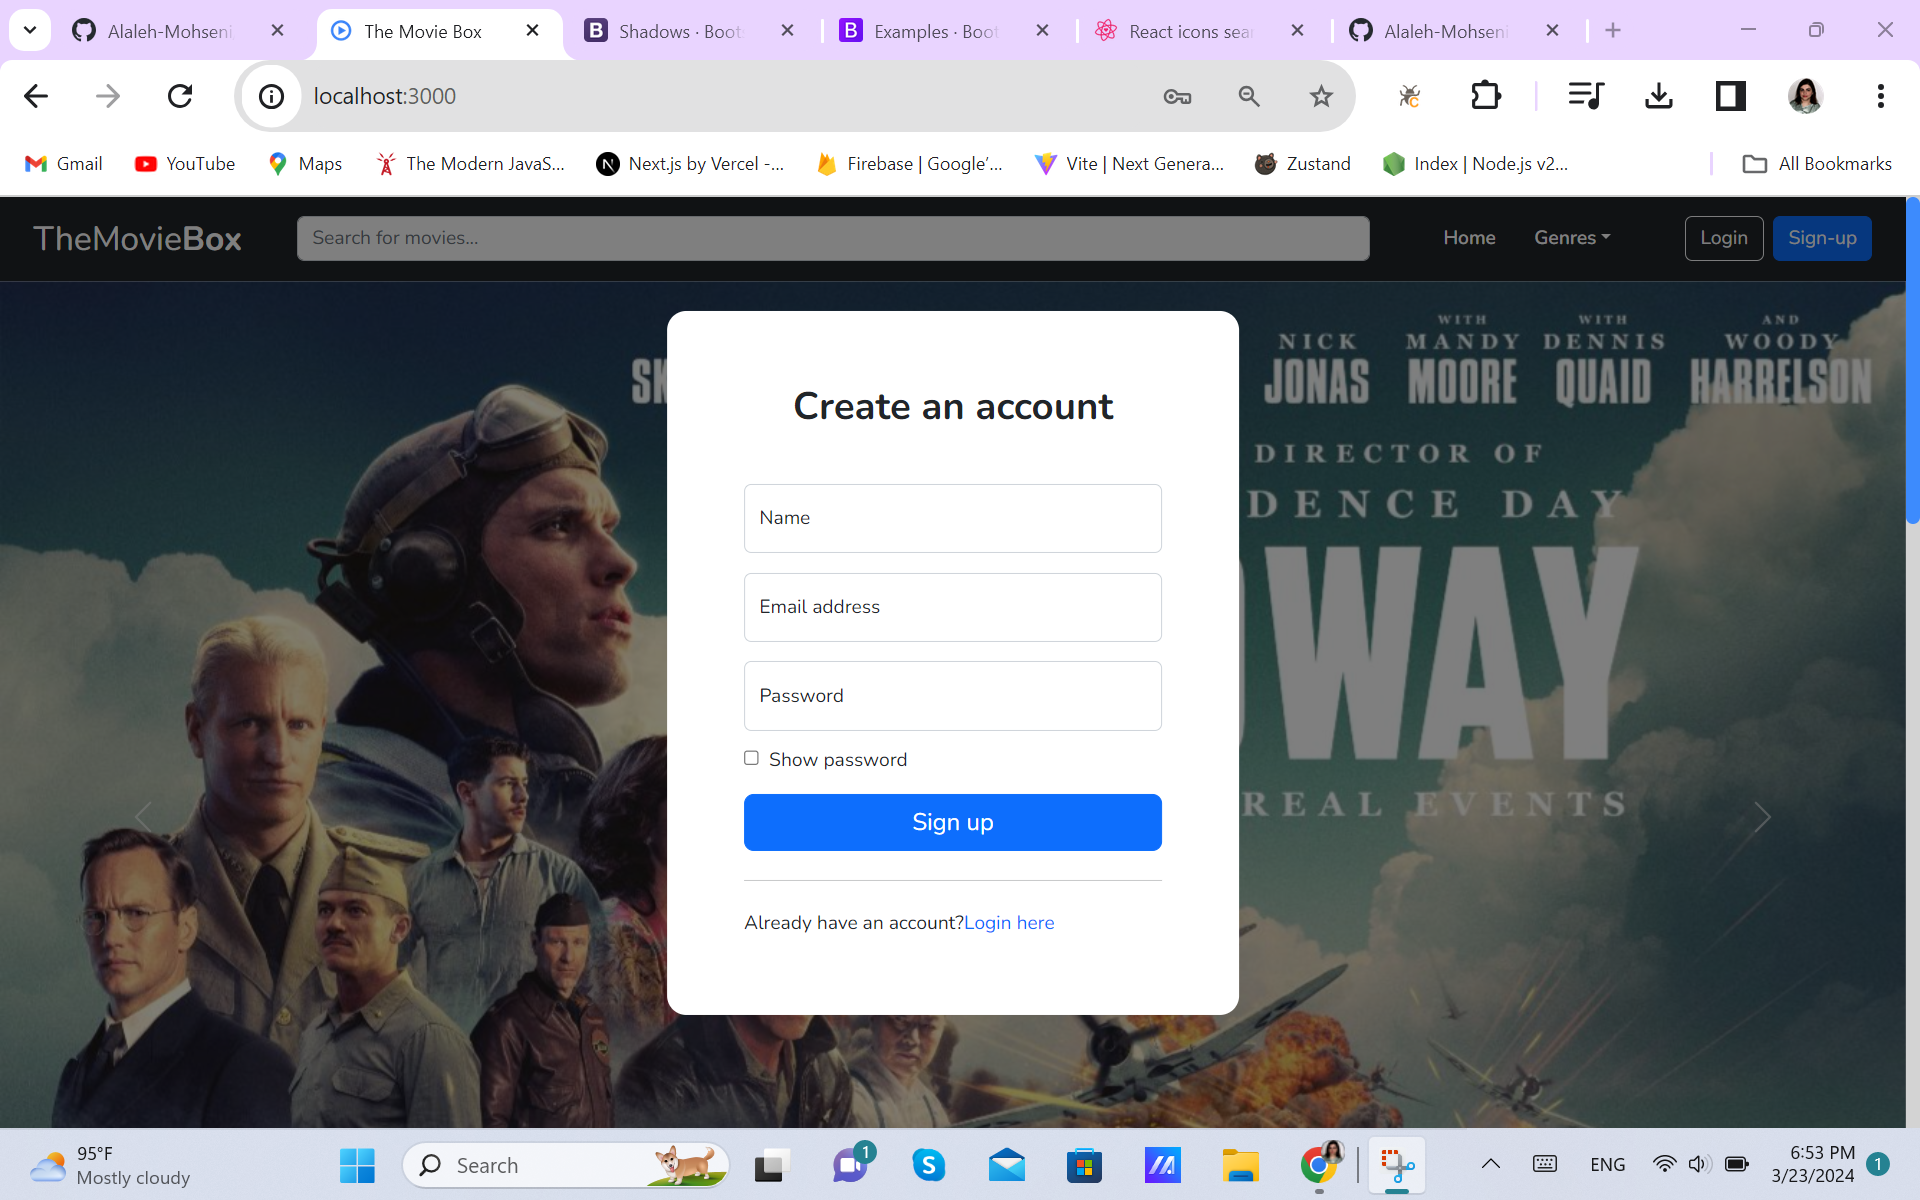 Alaleh-Mohseni
The Movie Box
Shadows · Boots
Examples · Boot
React icons sear
Alaleh-Mohseni
localhost:3000
Gmail
YouTube
Maps
The Modern JavaS...
Next.js by Vercel -...
Firebase | Google'...
Vite | Next Genera...
Zustand
Index | Node.js v2...
All Bookmarks
TheMovieBox
Search for movies...
Home
Genres
Login
Sign-up
SK
NICK JONAS
WITH MANDY MOORE
WITH DENNIS QUAID
AND WOODY HARRELSON
DIRECTOR OF
DENCE DAY
WAY
REAL EVENTS
Create an account
Name
Email address
Password
Show password
Sign up
Already have an account?Login here
95°F
Mostly cloudy
Search
1
ENG
6:53 PM
3/23/2024
1